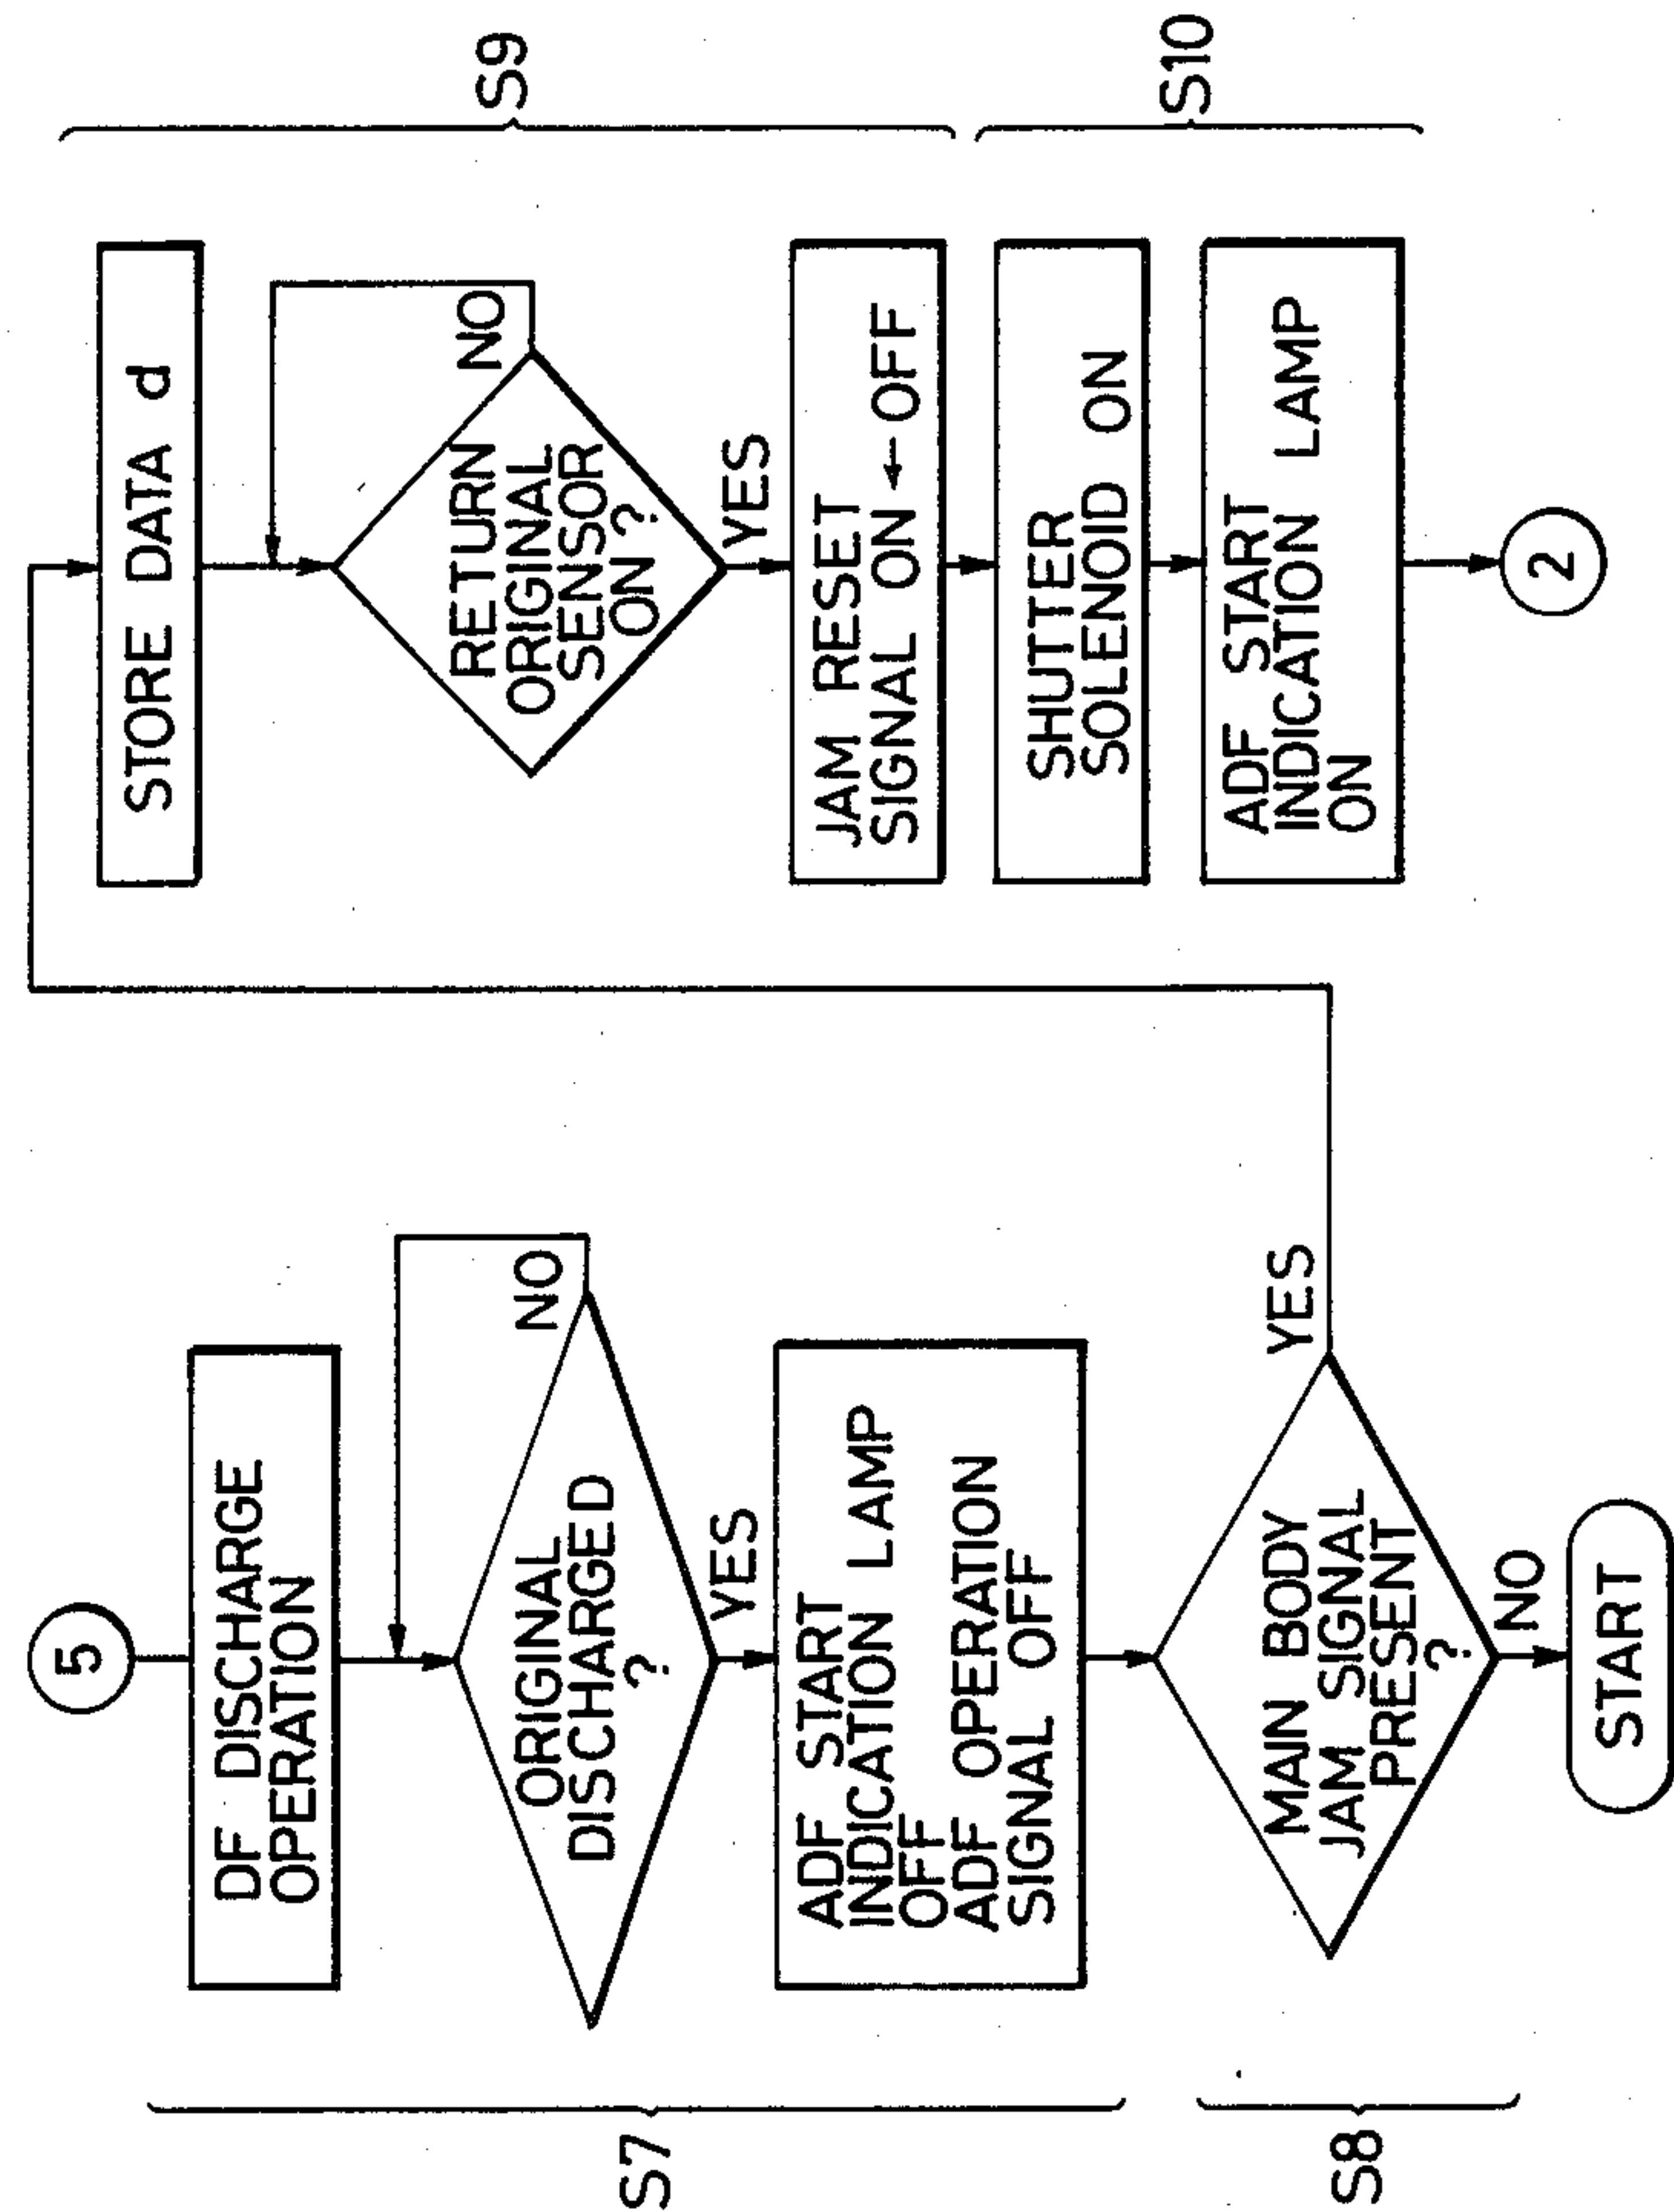 5
DF DISCHARGE
OPERATION
ORIGINAL
DISCHARGED
?
NO
YES
ADF START
INDICATION LAMP
OFF
ADF OPERATION
SIGNAL OFF
S7
MAIN BODY
JAM SIGNAL
PRESENT
?
YES
NO
S8
START
STORE DATA d
RETURN
ORIGINAL
SENSOR
ON ?
NO
YES
JAM RESET
SIGNAL ON ← OFF
S9
SHUTTER
SOLENOID ON
ADF START
INDICATION LAMP
ON
S10
2